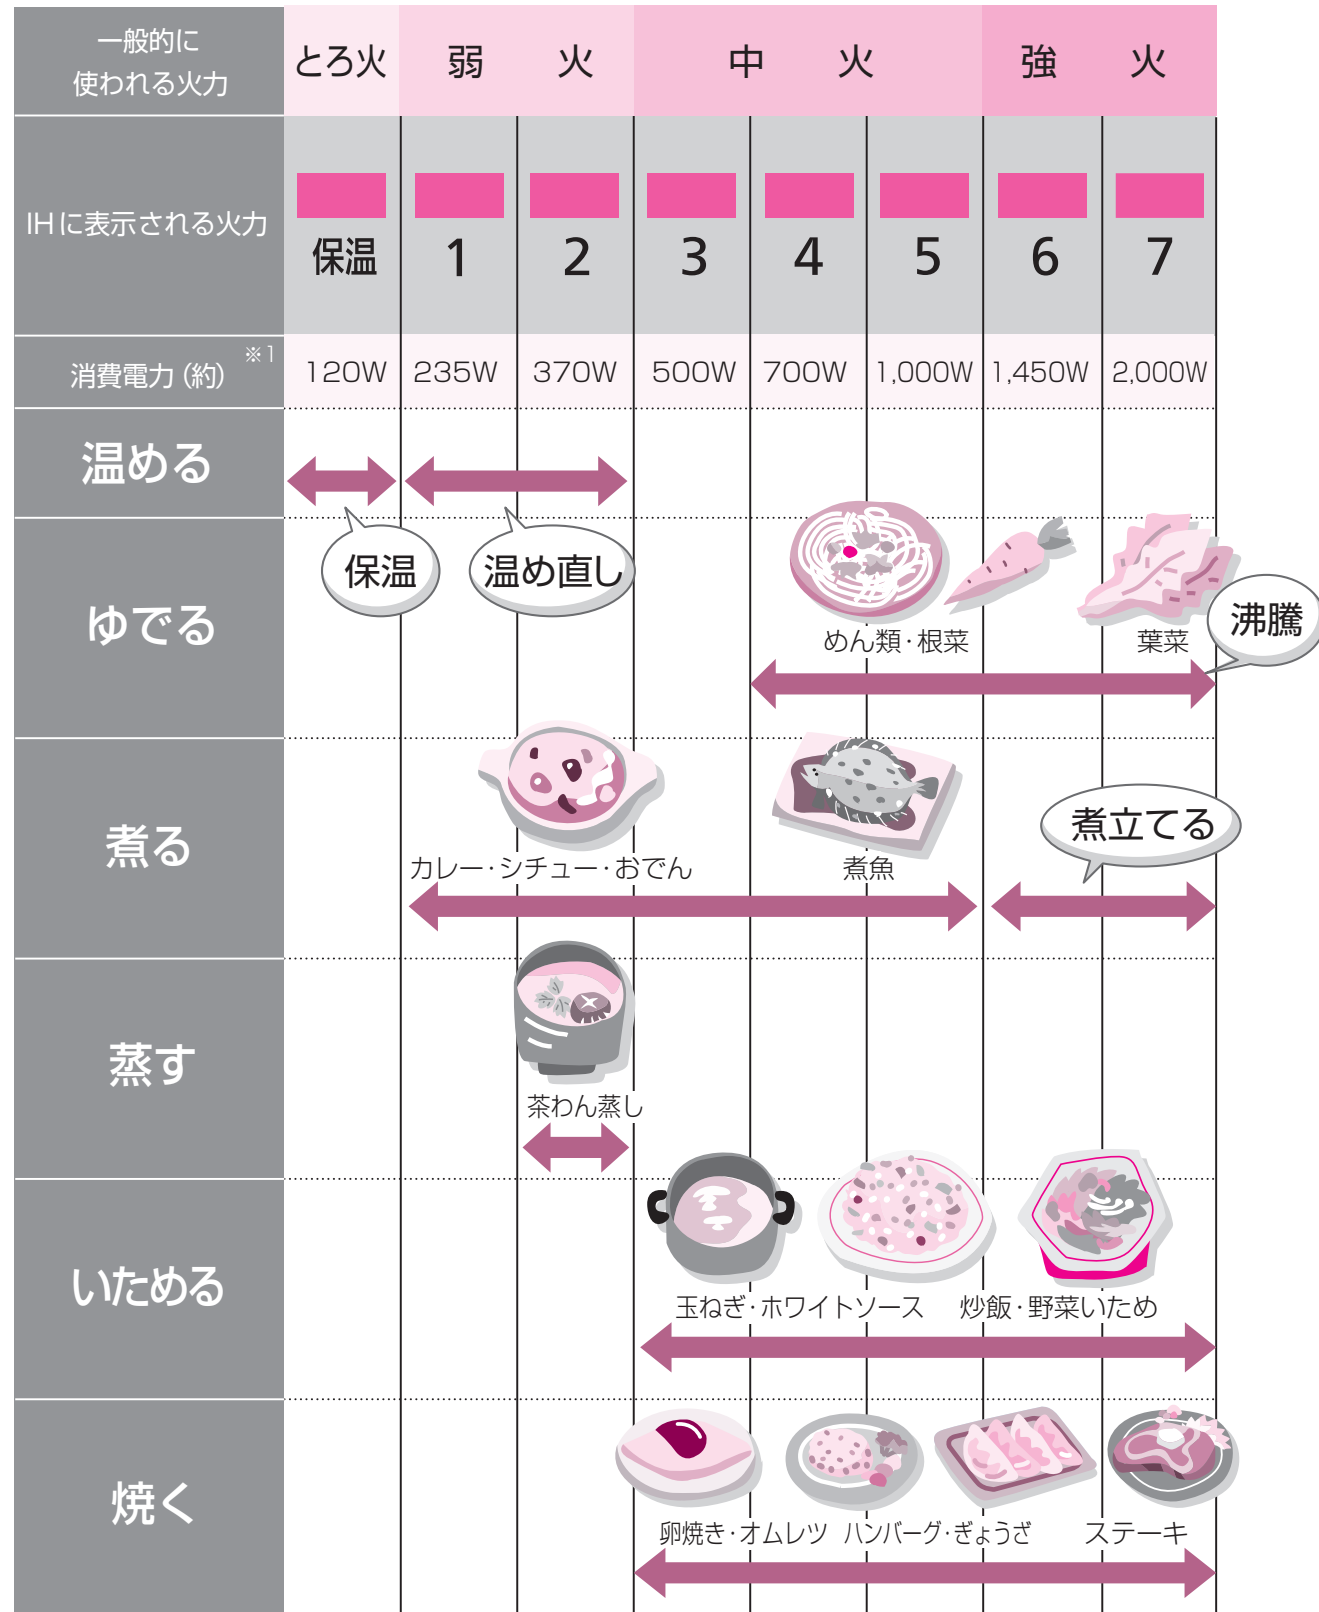 一般的に
使われる火力
とろ火 弱火 中火 強火
IHに表示される火力
保温 1 2 3 4 5 6 7
消費電力(約)※1 120W 235W 370W 500W 700W 1,000W 1,450W 2,000W
温める
保温 温め直し
ゆでる
めん類・根菜 葉菜 沸騰
煮る
カレー・シチュー・おでん 煮魚 煮立てる
蒸す
茶わん蒸し
いためる
玉ねぎ・ホワイトソース 炒飯・野菜いため
焼く
卵焼き・オムレツ ハンバーグ・ぎょうざ ステーキ